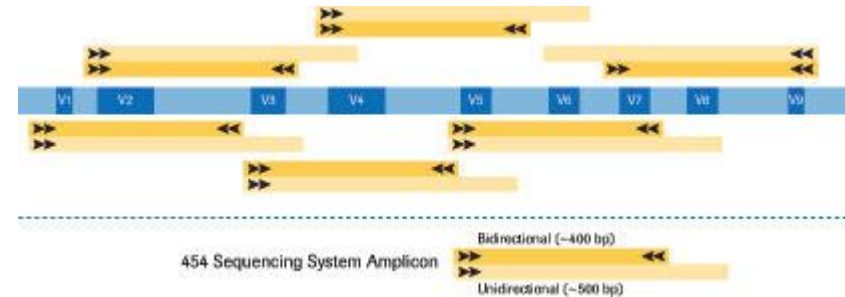 V1 V2 V3 V4 V5 V6 V7 V8 V9
Bidirectional (~400 bp)
454 Sequencing System Amplicon
Unidirectional (~500 bp)